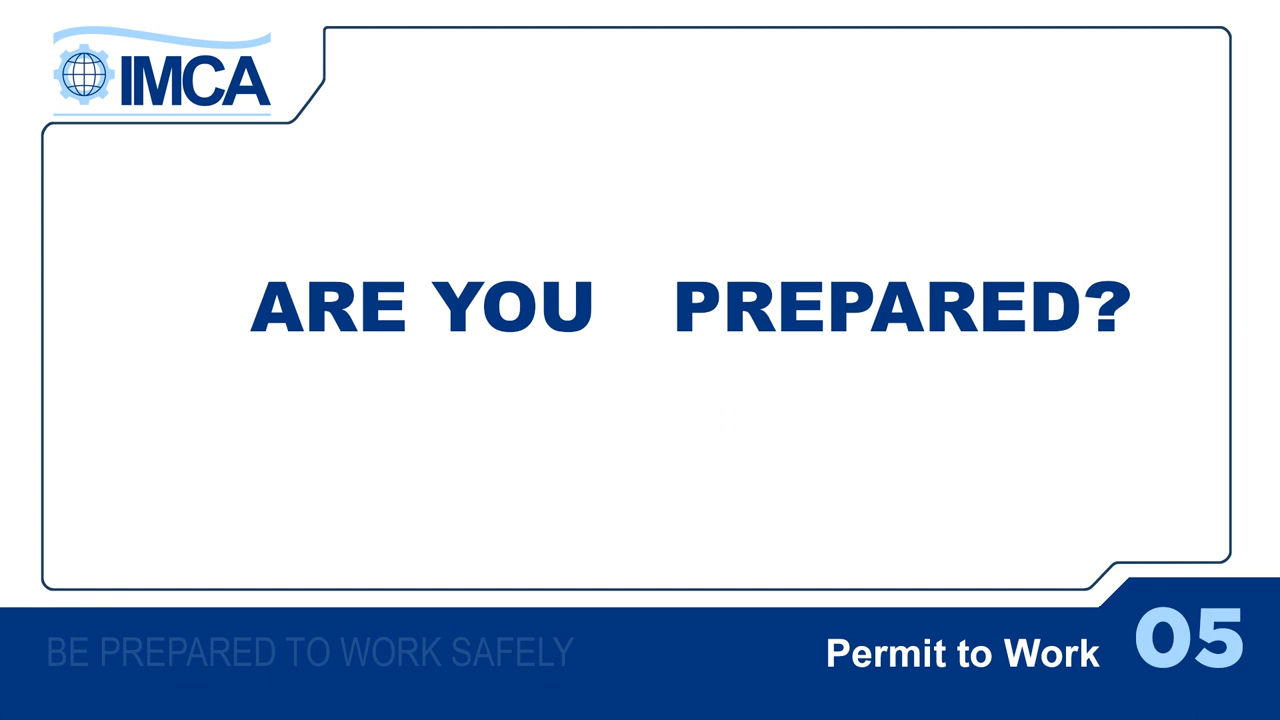 IMCA
ARE YOU PREPARED?
BE PREPARED TO WORK SAFELY
Permit to Work
05